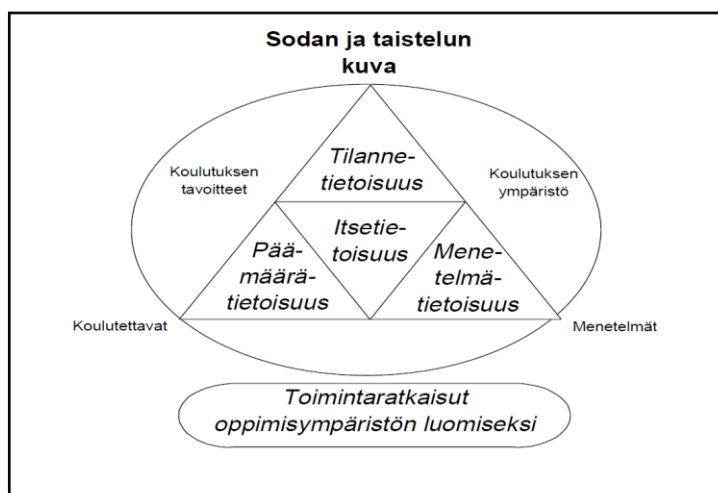 Sodan ja taistelun
kuva
Koulutuksen
tavoitteet
Tilanne-
tietoisuus
Koulutuksen
ympäristö
Itsetie-
toisuus
Pää-
määrä-
tietoisuus
Mene-
telmä-
tietoisuus
Koulutettavat
Menetelmät
Toimintaratkaisut
oppimisympäristön luomiseksi